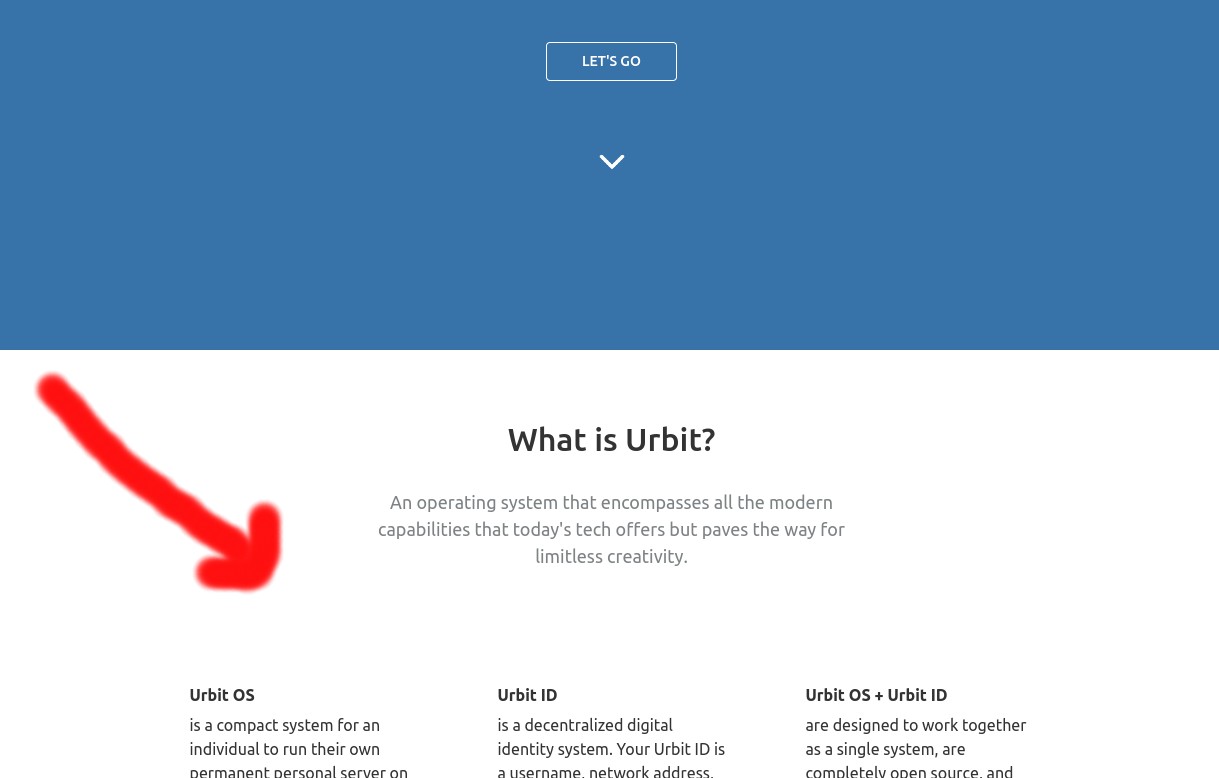 LET'S GO
What is Urbit?
An operating system that encompasses all the modern
capabilities that today's tech offers but paves the way for
limitless creativity.
Urbit OS
is a compact system for an
individual to run their own
permanent personal server on
Urbit ID
is a decentralized digital
identity system. Your Urbit ID is
a username, network address,
Urbit OS + Urbit ID
are designed to work together
as a single system, are
completely open source, and